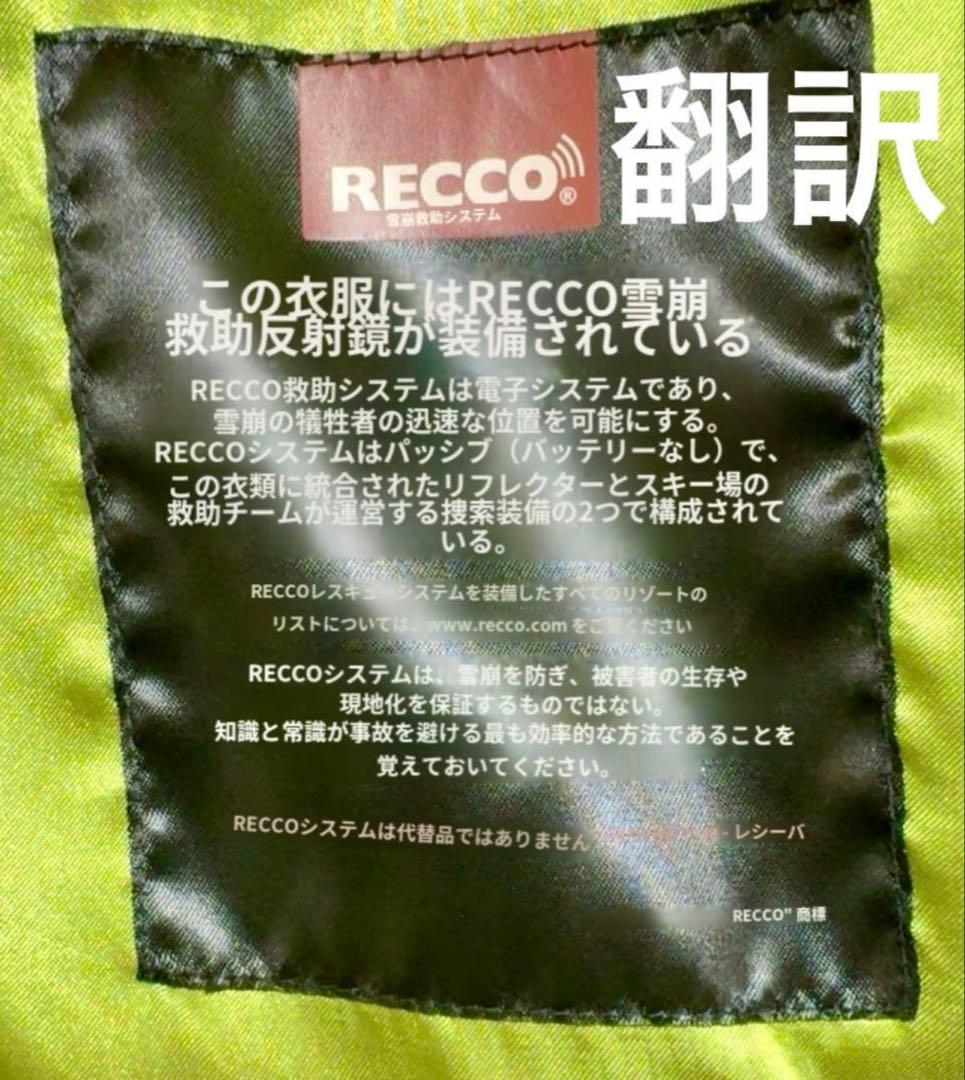 翻訳
RECCO®
雪崩救助システム
この衣服にはRECCO雪崩
救助反射鏡が装備されている
RECCO救助システムは電子システムであり、
雪崩の犠牲者の迅速な位置を可能にする。
RECCOシステムはパッシブ（バッテリーなし）で、
この衣類に統合されたリフレクターとスキー場の
救助チームが運営する捜索装備の2つで構成されて
いる。
RECCOレスキューシステムを装備したすべてのリゾートの
リストについては、www.recco.com をご覧ください
RECCOシステムは、雪崩を防ぎ、被害者の生存や
現地化を保証するものではない。
知識と常識が事故を避ける最も効率的な方法であることを
覚えておいてください。
RECCOシステムは代替品ではありません - レシーバ
RECCO" 商標